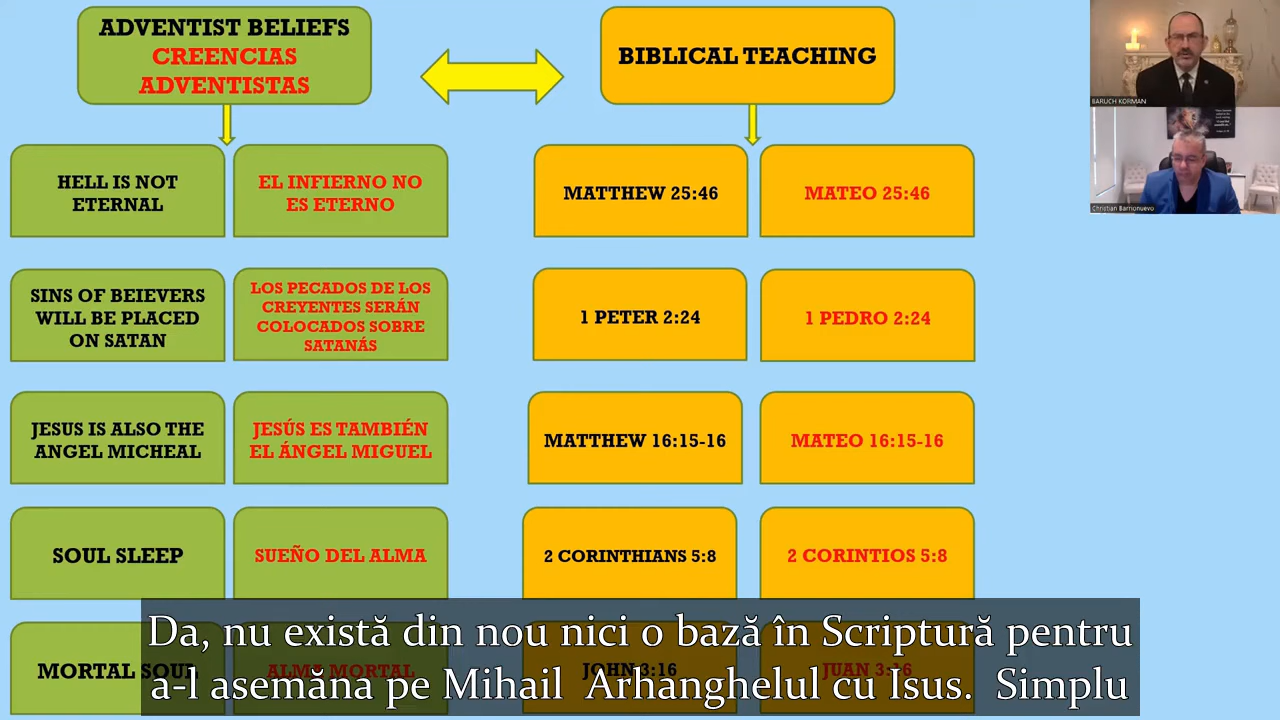 ADVENTIST BELIEFS
CREENCIAS
ADVENTISTAS
BIBLICAL TEACHING
BARUCH KORMAN
Christian Barrionuevo
HELL IS NOT
ETERNAL
EL INFIERNO NO
ES ETERNO
MATTHEW 25:46
MATEO 25:46
SINS OF BEIEVERS
WILL BE PLACED
ON SATAN
LOS PECADOS DE LOS
CREYENTES SERÁN
COLOCADOS SOBRE
SATANÁS
1 PETER 2:24
1 PEDRO 2:24
JESUS IS ALSO THE
ANGEL MICHEAL
JESÚS ES TAMBIÉN
EL ÁNGEL MIGUEL
MATTHEW 16:15-16
MATEO 16:15-16
SOUL SLEEP
SUEÑO DEL ALMA
2 CORINTHIANS 5:8
2 CORINTIOS 5:8
MORTAL SOUL
ALMA MORTAL
JOHN 3:16
JUAN 3:16
Da, nu există din nou nici o bază în Scriptură pentru
a-l asemăna pe Mihail Arhanghelul cu Isus. Simplu